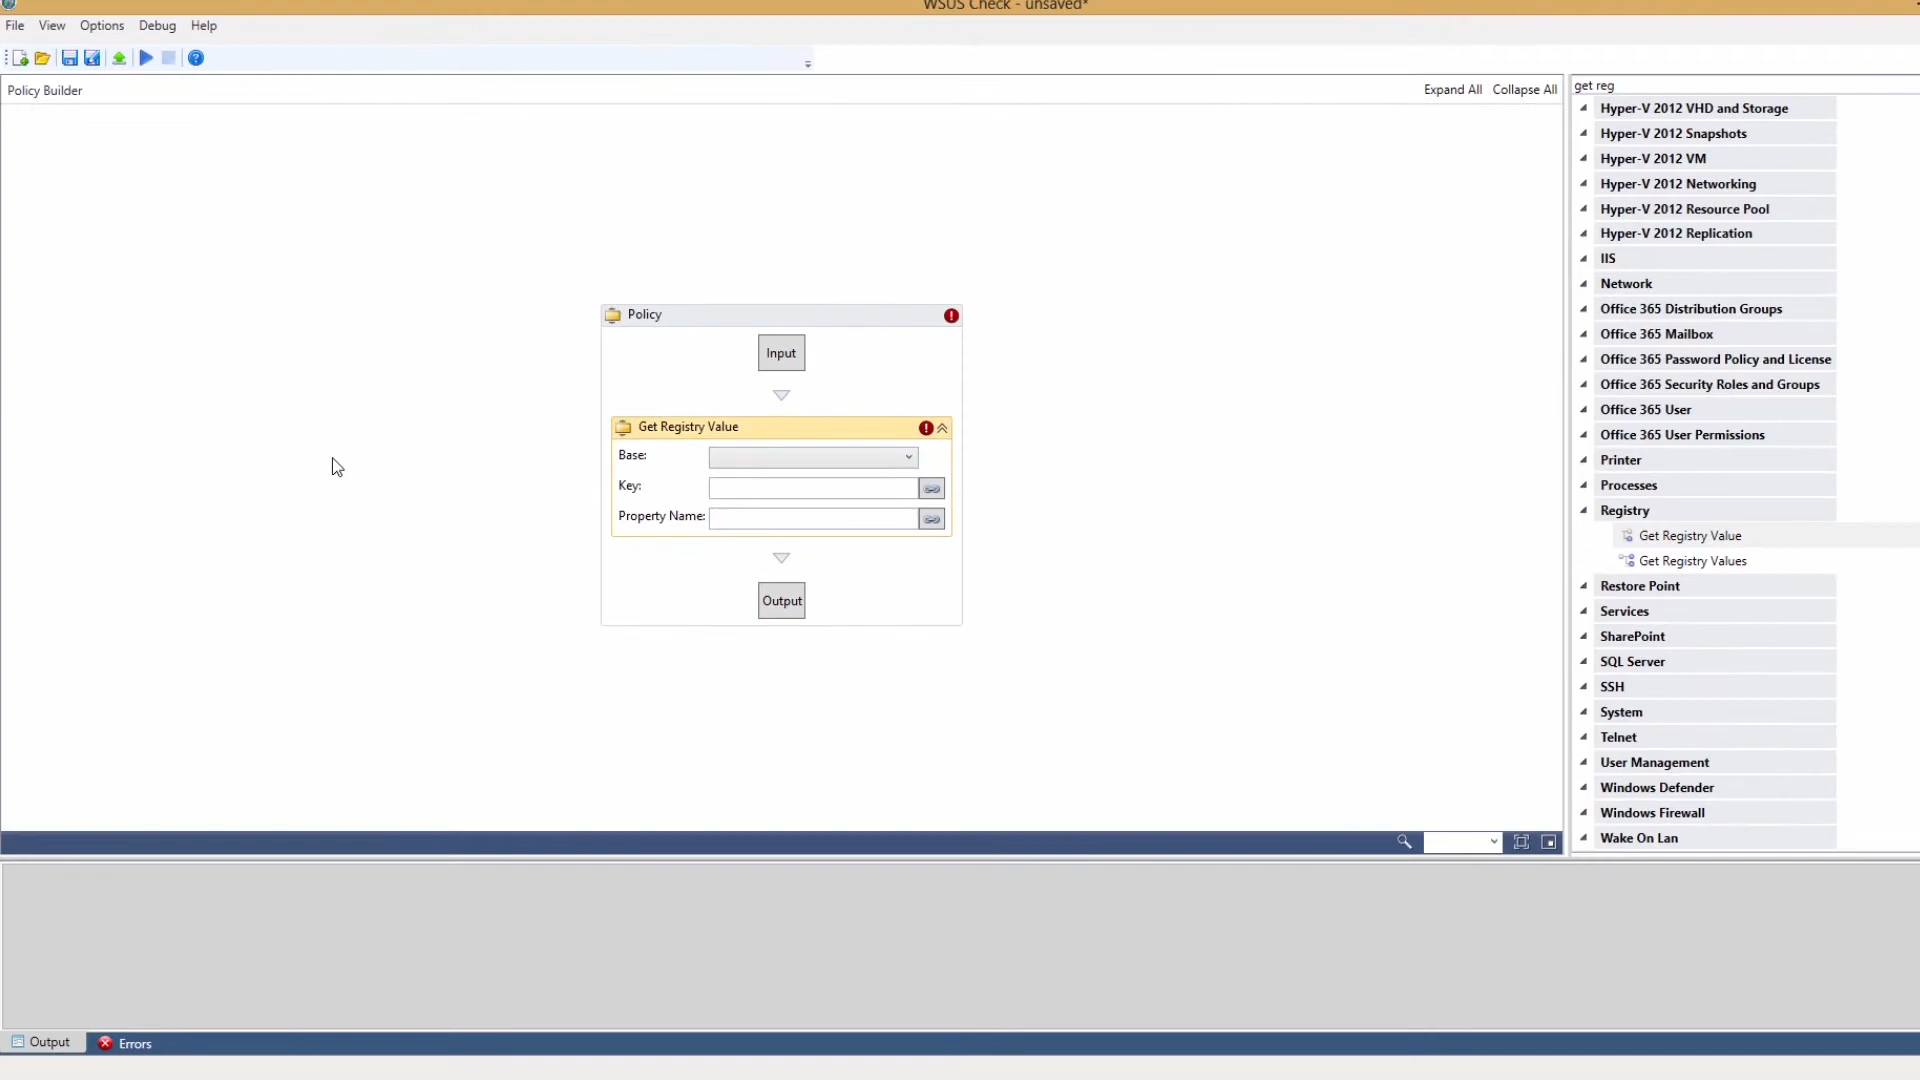 WSUS Check - unsaved*
File View Options Debug Help
Policy Builder
Expand All Collapse All
get reg
Policy
Input
Get Registry Value
Base:
Key:
Property Name:
Output
Hyper-V 2012 VHD and Storage
Hyper-V 2012 Snapshots
Hyper-V 2012 VM
Hyper-V 2012 Networking
Hyper-V 2012 Resource Pool
Hyper-V 2012 Replication
IIS
Network
Office 365 Distribution Groups
Office 365 Mailbox
Office 365 Password Policy and License
Office 365 Security Roles and Groups
Office 365 User
Office 365 User Permissions
Printer
Processes
Registry
Get Registry Value
Get Registry Values
Restore Point
Services
SharePoint
SQL Server
SSH
System
Telnet
User Management
Windows Defender
Windows Firewall
Wake On Lan
Output Errors